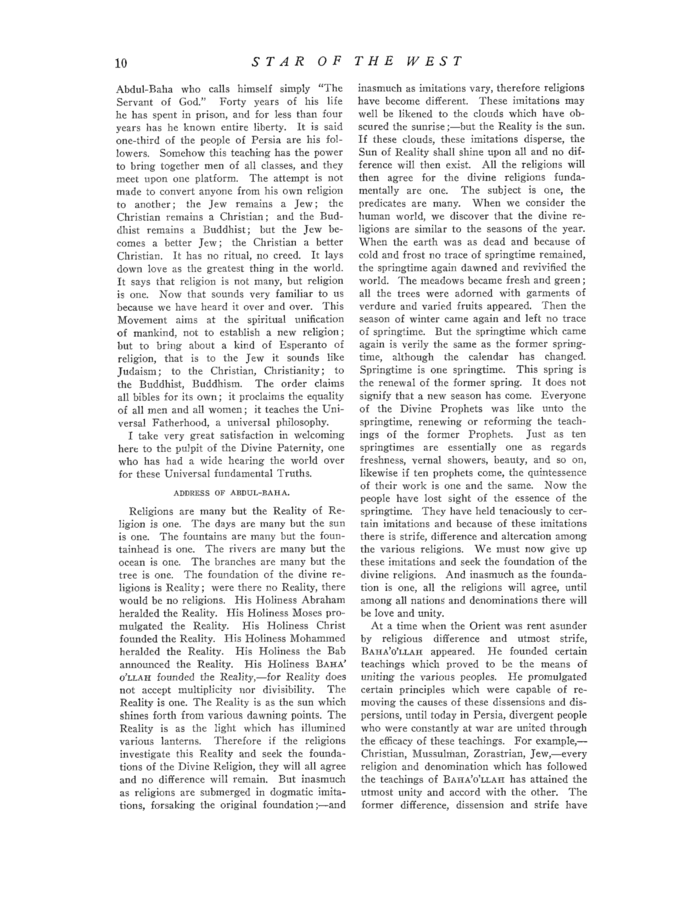 10
STAR OF THE WEST
Abdul-Baha who calls himself simply "The
Servant of God." Forty years of his life
he has spent in prison, and for less than four
years has he known entire liberty. It is said
one-third of the people of Persia are his fol-
lowers. Somehow this teaching has the power
to bring together men of all classes, and they
meet upon one platform. The attempt is not
made to convert anyone from his own religion
to another; the Jew remains a Jew; the
Christian remains a Christian; and the Bud-
dhist remains a Buddhist; but the Jew be-
comes a better Jew; the Christian a better
Christian. It has no ritual, no creed. It lays
down love as the greatest thing in the world.
It says that religion is not many, but religion
is one. Now that sounds very familiar to us
because we have heard it over and over. This
Movement aims at the spiritual unification
of mankind, not to establish a new religion;
but to bring about a kind of Esperanto of
religion, that is to the Jew it sounds like
Judaism; to the Christian, Christianity; to
the Buddhist, Buddhism. The order claims
all bibles for its own; it proclaims the equality
of all men and all women; it teaches the Uni-
versal Fatherhood, a universal philosophy.
I take very great satisfaction in welcoming
here to the pulpit of the Divine Paternity, one
who has had a wide hearing the world over
for these Universal fundamental Truths.
ADDRESS OF ABDUL-BAHA.
Religions are many but the Reality of Re-
ligion is one. The days are many but the sun
is one. The fountains are many but the foun-
tainhead is one. The rivers are many but the
ocean is one. The branches are many but the
tree is one. The foundation of the divine re-
ligions is Reality; were there no Reality, there
would be no religions. His Holiness Abraham
heralded the Reality. His Holiness Moses pro-
mulgated the Reality. His Holiness Christ
founded the Reality. His Holiness Mohammed
heralded the Reality. His Holiness the Bab
announced the Reality. His Holiness BAHA'
O'LLAH founded the Reality,—for Reality does
not accept multiplicity nor divisibility. The
Reality is one. The Reality is as the sun which
shines forth from various dawning points. The
Reality is as the light which has illumined
various lanterns. Therefore if the religions
investigate this Reality and seek the founda-
tions of the Divine Religion, they will all agree
and no difference will remain. But inasmuch
as religions are submerged in dogmatic imita-
tions, forsaking the original foundation;—and
inasmuch as imitations vary, therefore religions
have become different. These imitations may
well be likened to the clouds which have ob-
scured the sunrise;—but the Reality is the sun.
If these clouds, these imitations disperse, the
Sun of Reality shall shine upon all and no dif-
ference will then exist. All the religions will
then agree for the divine religions funda-
mentally are one. The subject is one, the
predicates are many. When we consider the
human world, we discover that the divine re-
ligions are similar to the seasons of the year.
When the earth was as dead and because of
cold and frost no trace of springtime remained,
the springtime again dawned and revivified the
world. The meadows became fresh and green;
all the trees were adorned with garments of
verdure and varied fruits appeared. Then the
season of winter came again and left no trace
of springtime. But the springtime which came
again is verily the same as the former spring-
time, although the calendar has changed.
Springtime is one springtime. This spring is
the renewal of the former spring. It does not
signify that a new season has come. Everyone
of the Divine Prophets was like unto the
springtime, renewing or reforming the teach-
ings of the former Prophets. Just as ten
springtimes are essentially one as regards
freshness, vernal showers, beauty, and so on,
likewise if ten prophets come, the quintessence
of their work is one and the same. Now the
people have lost sight of the essence of the
springtime. They have held tenaciously to cer-
tain imitations and because of these imitations
there is strife, difference and altercation among
the various religions. We must now give up
these imitations and seek the foundation of the
divine religions. And inasmuch as the founda-
tion is one, all the religions will agree, until
among all nations and denominations there will
be love and unity.
At a time when the Orient was rent asunder
by religious difference and utmost strife,
BAHA'O'LLAH appeared. He founded certain
teachings which proved to be the means of
uniting the various peoples. He promulgated
certain principles which were capable of re-
moving the causes of these dissensions and dis-
persions, until today in Persia, divergent people
who were constantly at war are united through
the efficacy of these teachings. For example,—
Christian, Mussulman, Zorastrian, Jew,—every
religion and denomination which has followed
the teachings of BAHA'O'LLAH has attained the
utmost unity and accord with the other. The
former difference, dissension and strife have